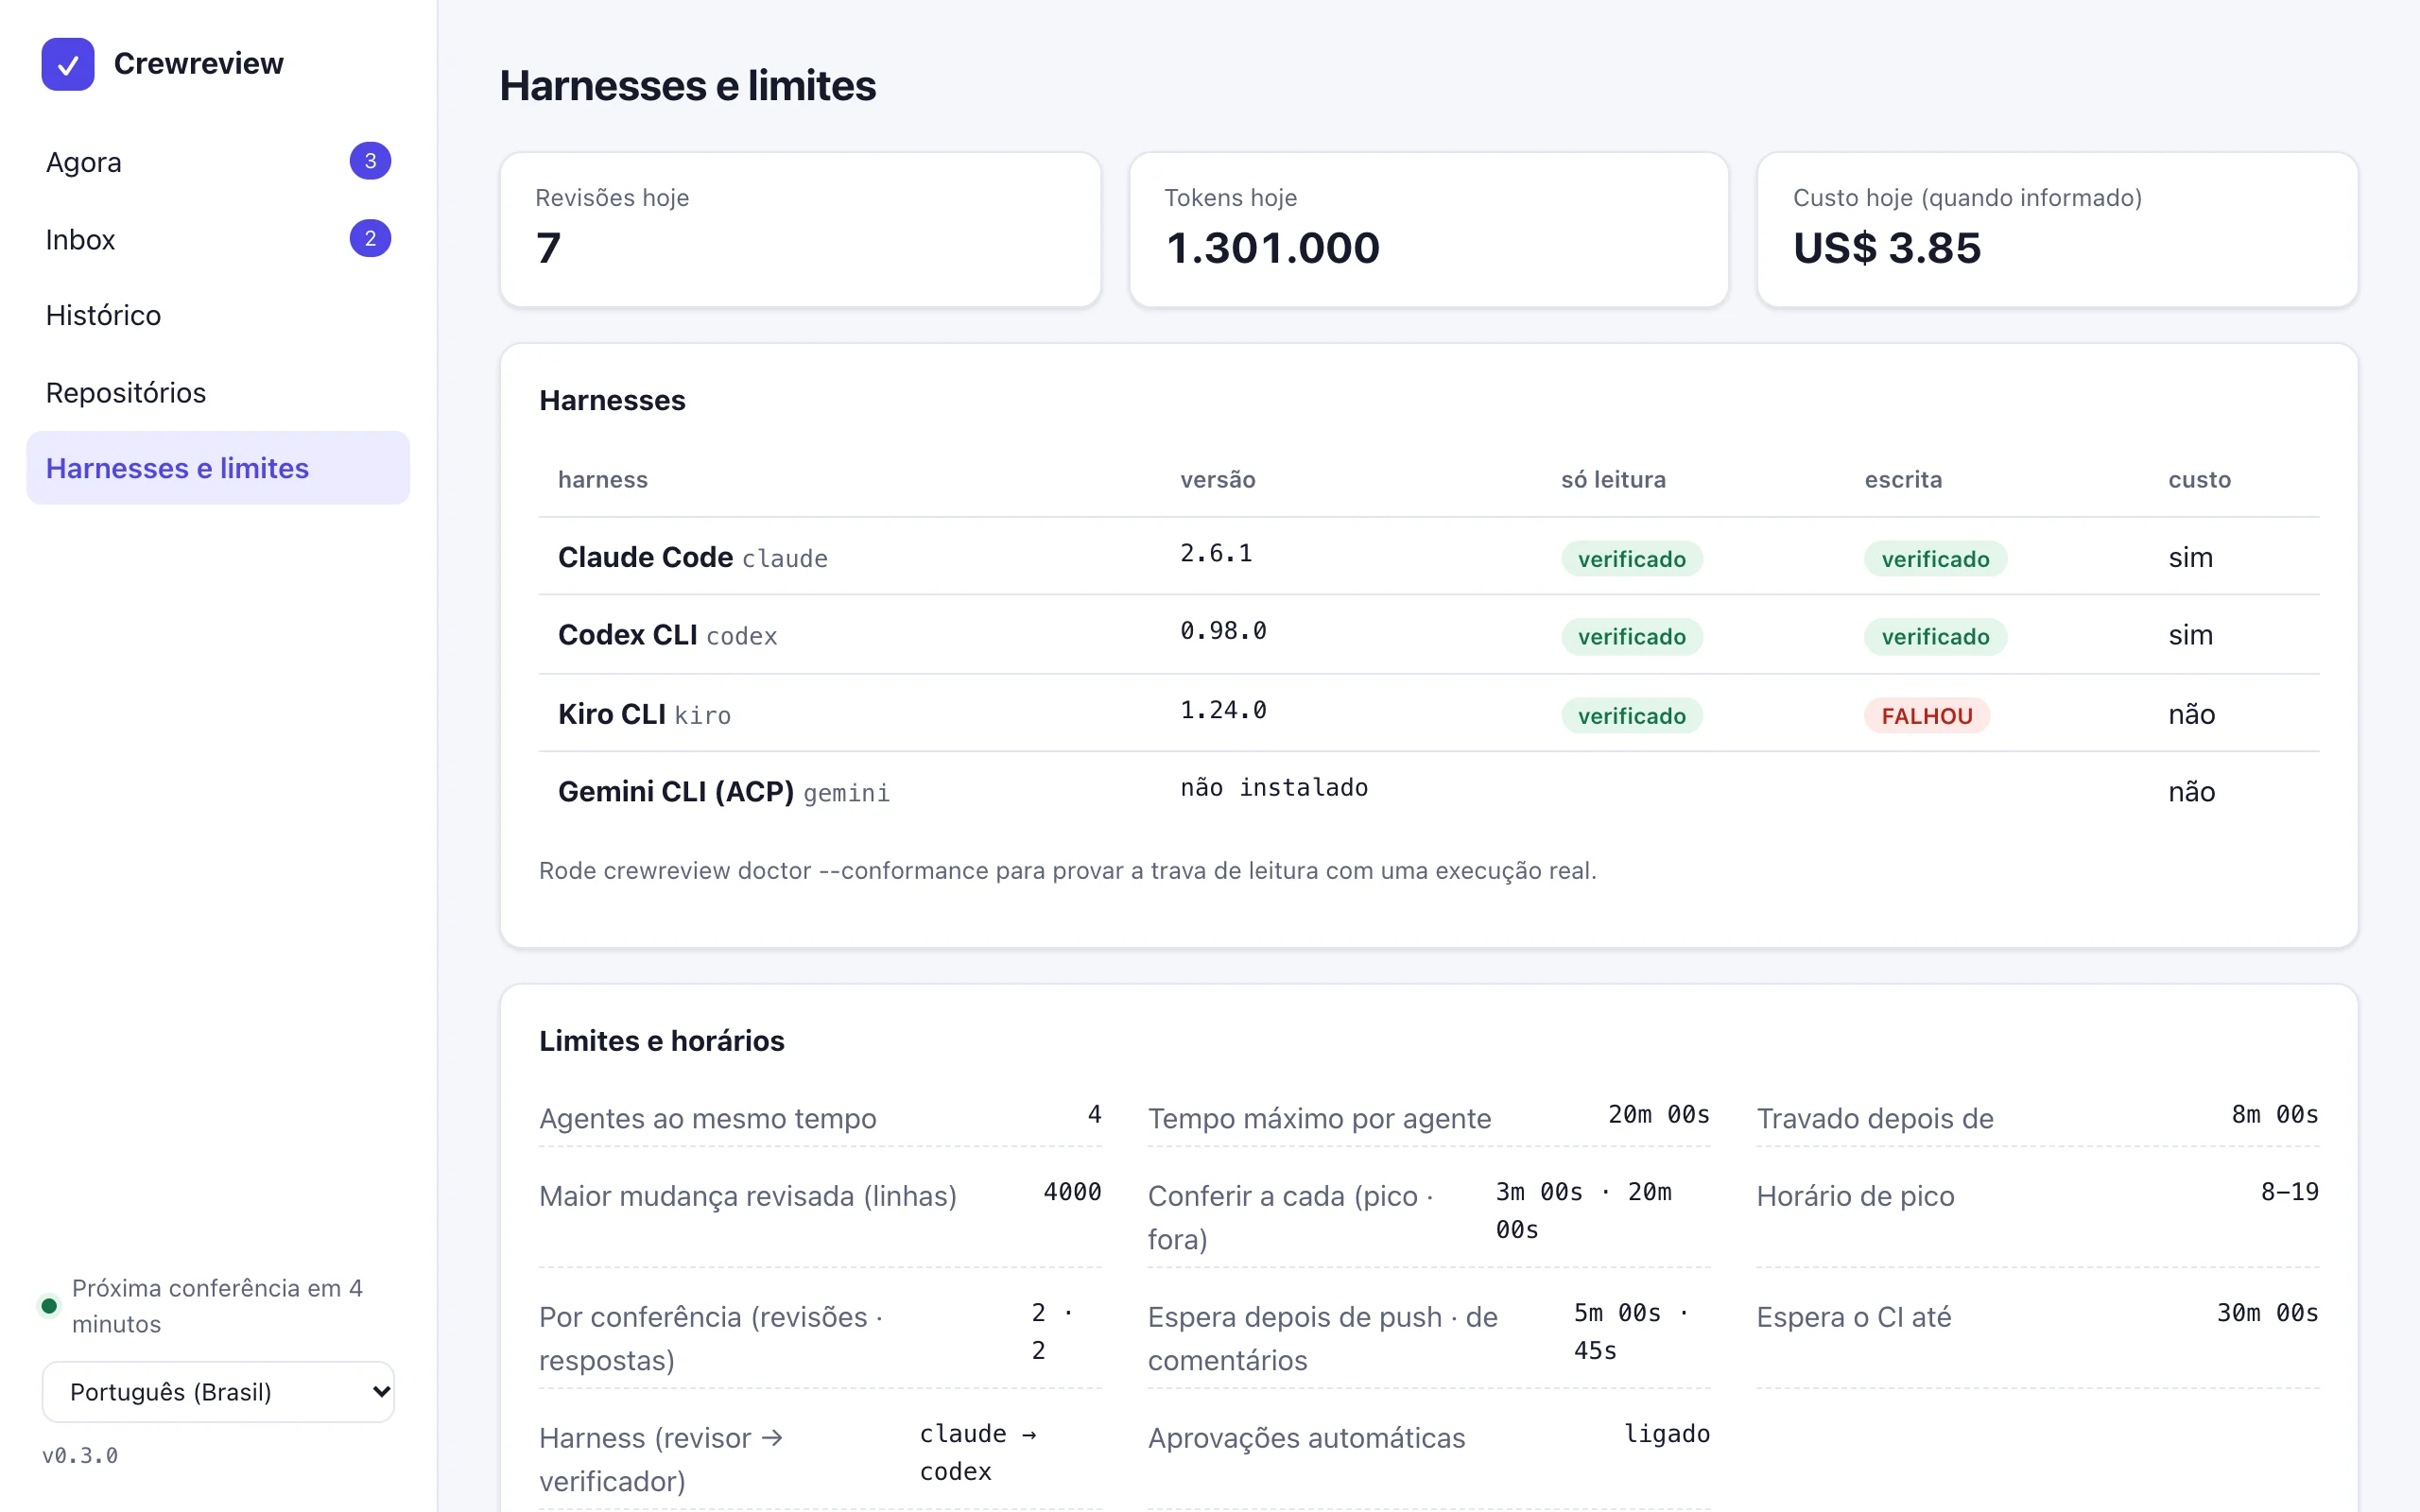 Crewreview
Agora 3
Inbox 2
Histórico
Repositórios
Harnesses e limites
Próxima conferência em 4
minutos
Português (Brasil)
v0.3.0
Harnesses e limites
Revisões hoje
7
Tokens hoje
1.301.000
Custo hoje (quando informado)
US$ 3.85
Harnesses
harness versão só leitura escrita custo
Claude Code claude 2.6.1 verificado verificado sim
Codex CLI codex 0.98.0 verificado verificado sim
Kiro CLI kiro 1.24.0 verificado FALHOU não
Gemini CLI (ACP) gemini não instalado não
Rode crewreview doctor --conformance para provar a trava de leitura com uma execução real.
Limites e horários
Agentes ao mesmo tempo 4
Tempo máximo por agente 20m 00s
Travado depois de 8m 00s
Maior mudança revisada (linhas) 4000
Conferir a cada (pico · 3m 00s · 20m
fora) 00s
Horário de pico 8–19
Por conferência (revisões · 2 ·
respostas) 2
Espera depois de push · de 5m 00s ·
comentários 45s
Espera o CI até 30m 00s
Harness (revisor → claude →
verificador) codex
Aprovações automáticas ligado